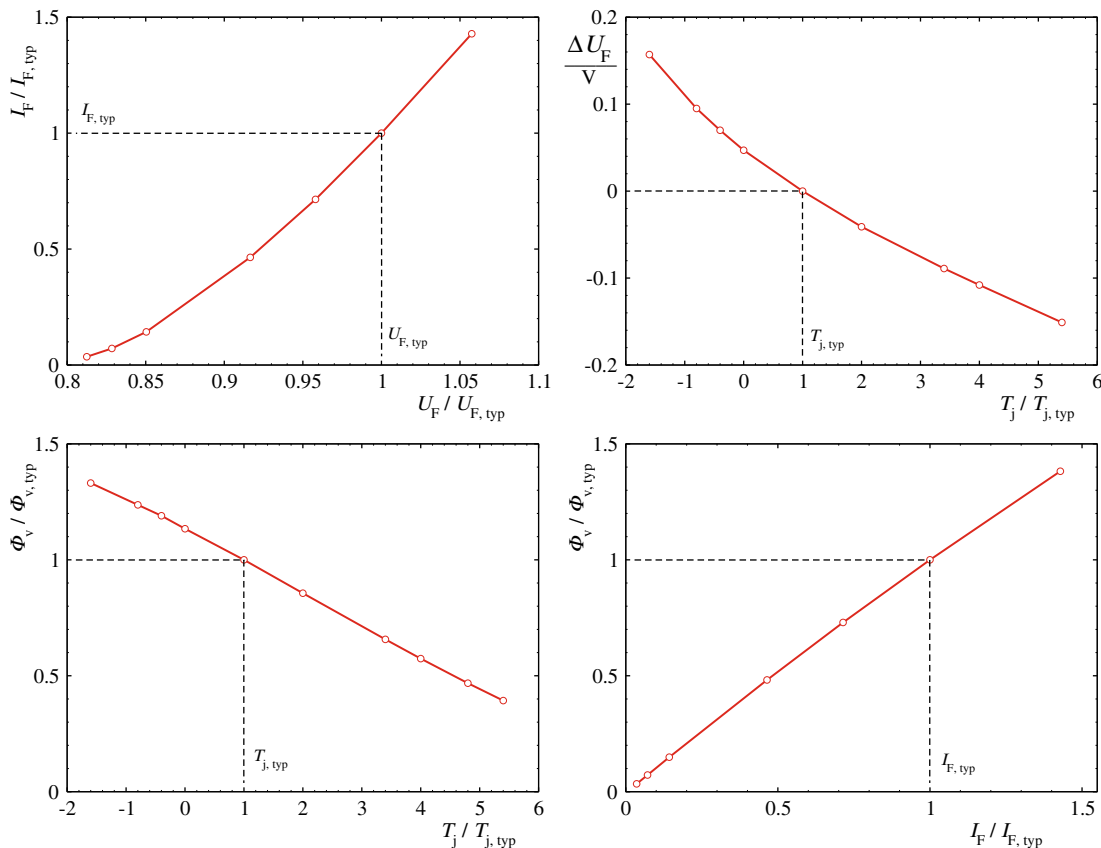 1.5
1
0.5
0
I_F / I_F, typ
I_F, typ
U_F, typ
0.8 0.85 0.9 0.95 1 1.05 1.1
U_F / U_F, typ
0.2
0.1
0
-0.1
-0.2
ΔU_F
V
T_j, typ
-2 -1 0 1 2 3 4 5 6
T_j / T_j, typ
1.5
1
0.5
0
Φ_v / Φ_v, typ
T_j, typ
-2 -1 0 1 2 3 4 5 6
T_j / T_j, typ
1.5
1
0.5
0
Φ_v / Φ_v, typ
I_F, typ
0 0.5 1 1.5
I_F / I_F, typ